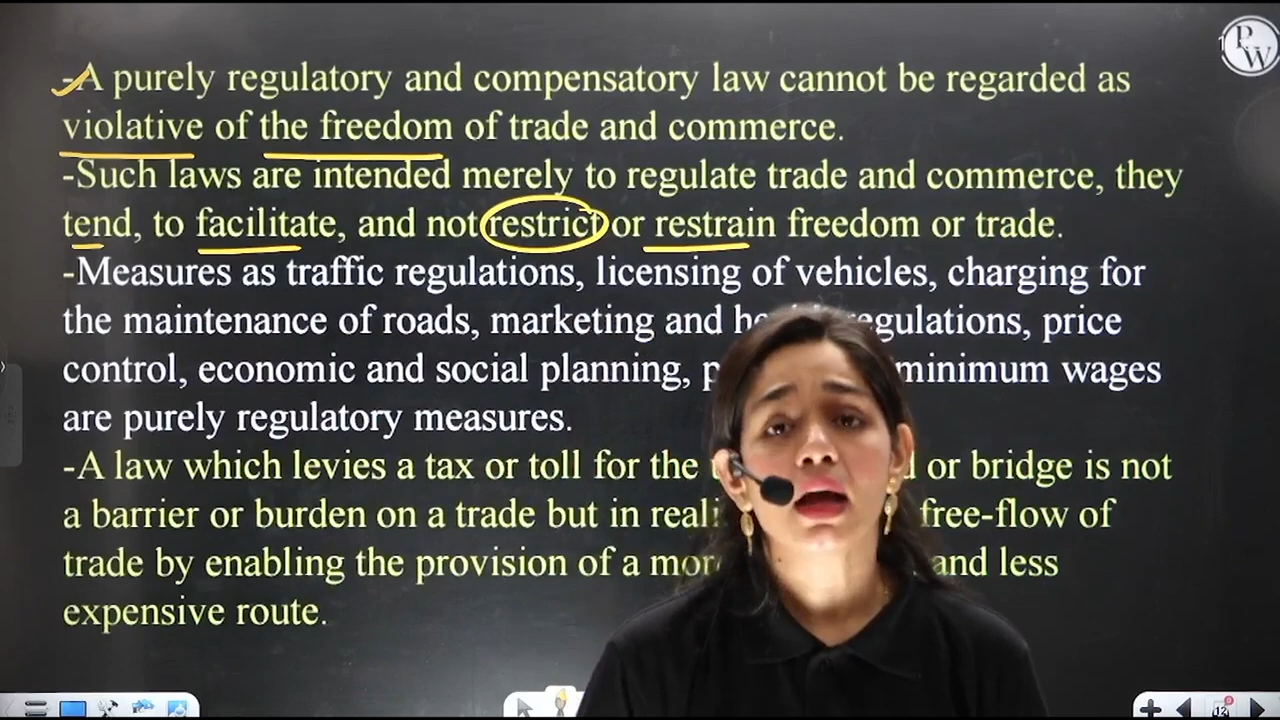 -A purely regulatory and compensatory law cannot be regarded as
violative of the freedom of trade and commerce.
-Such laws are intended merely to regulate trade and commerce, they
tend, to facilitate, and not restrict or restrain freedom or trade.
-Measures as traffic regulations, licensing of vehicles, charging for
the maintenance of roads, marketing and regulations, price
control, economic and social planning, minimum wages
are purely regulatory measures.
-A law which levies a tax or toll for the or bridge is not
a barrier or burden on a trade but in free-flow of
trade by enabling the provision of a and less
expensive route.
PW